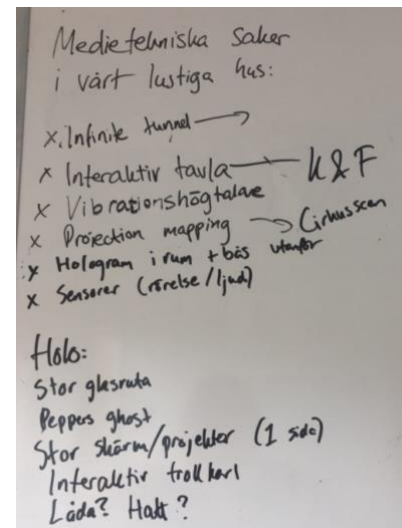 Medietekniska saker
i vårt lustiga hus:
x. Infinite tunnel →
x Interaktiv tavla — K&F
x Vibrationshögtalare
x Projection mapping → Cirkusscen
x Hologram i rum + bås utanför
x Sensorer (rörelse/ljud)
Holo:
Stor glasruta
Peppers ghost
Stor skärm/projektor (1 sida)
Interaktiv trollkarl
Låda? Hatt?